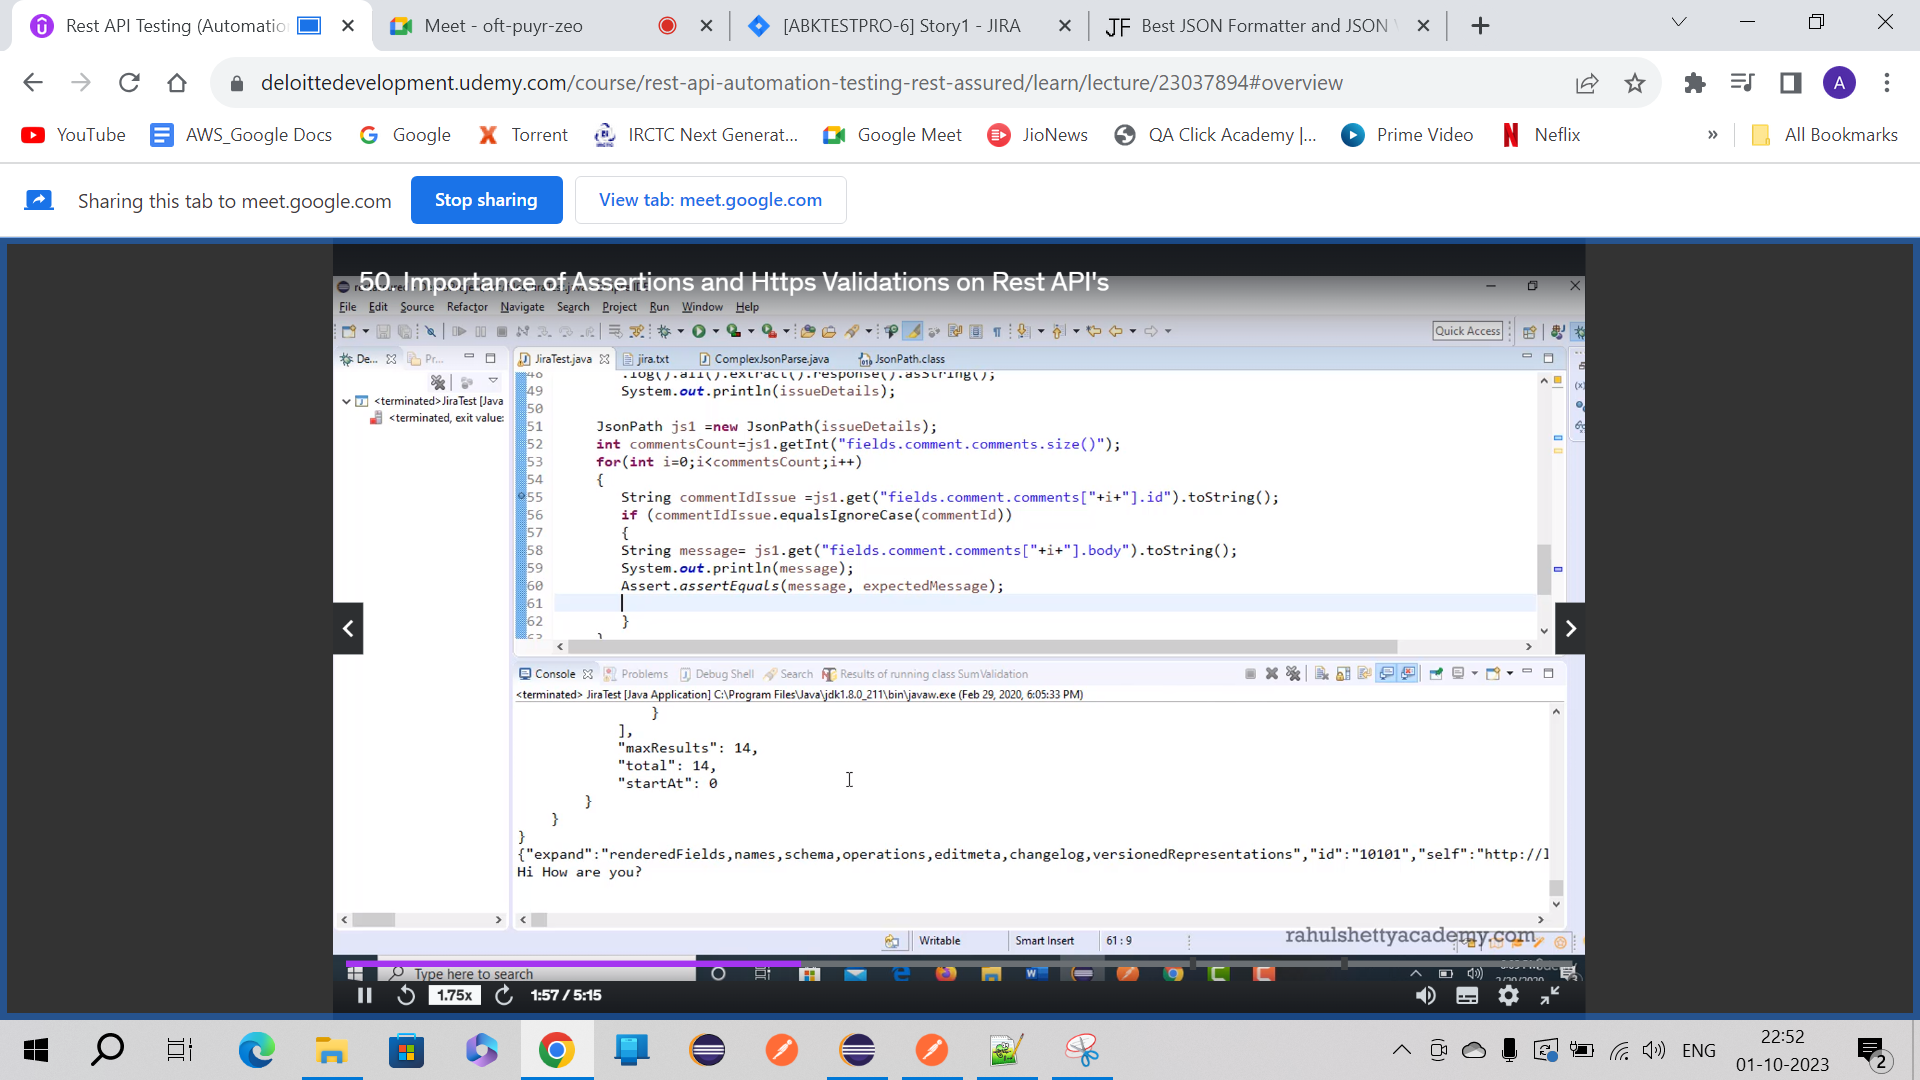 Rest API Testing (Automatio
Meet - oft-puyr-zeo
[ABKTESTPRO-6] Story1 - JIRA
JF Best JSON Formatter and JSON V
deloittedevelopment.udemy.com/course/rest-api-automation-testing-rest-assured/learn/lecture/23037894#overview
A
YouTube
AWS_Google Docs
Google
Torrent
IRCTC Next Generat...
Google Meet
JioNews
QA Click Academy |...
Prime Video
Neflix
»
All Bookmarks
Sharing this tab to meet.google.com
Stop sharing
View tab: meet.google.com
50. Importance of Assertions and Https Validations on Rest API's
File Edit Source Refactor Navigate Search Project Run Window Help
Quick Access
De...
Pr...
JiraTest.java
jira.txt
ComplexJsonParse.java
JsonPath.class
<terminated>JiraTest [Java
<terminated, exit value:
48 .log().all().extract().response().asString();
49 System.out.println(issueDetails);
50
51 JsonPath js1 =new JsonPath(issueDetails);
52 int commentsCount=js1.getInt("fields.comment.comments.size()");
53 for(int i=0;i<commentsCount;i++)
54 {
55 String commentIdIssue =js1.get("fields.comment.comments["+i+"].id").toString();
56 if (commentIdIssue.equalsIgnoreCase(commentId))
57 {
58 String message= js1.get("fields.comment.comments["+i+"].body").toString();
59 System.out.println(message);
60 Assert.assertEquals(message, expectedMessage);
61
62 }
63 }
Console
Problems
Debug Shell
Search
Results of running class SumValidation
<terminated> JiraTest [Java Application] C:\Program Files\Java\jdk1.8.0_211\bin\javaw.exe (Feb 29, 2020, 6:05:33 PM)
}
],
"maxResults": 14,
"total": 14,
"startAt": 0
}
}
}
{"expand":"renderedFields,names,schema,operations,editmeta,changelog,versionedRepresentations","id":"10101","self":"http://l
Hi How are you?
Writable
Smart Insert
61 : 9
rahulshettyacademy.com
Type here to search
1.75x
1:57 / 5:15
ENG
22:52
01-10-2023
2